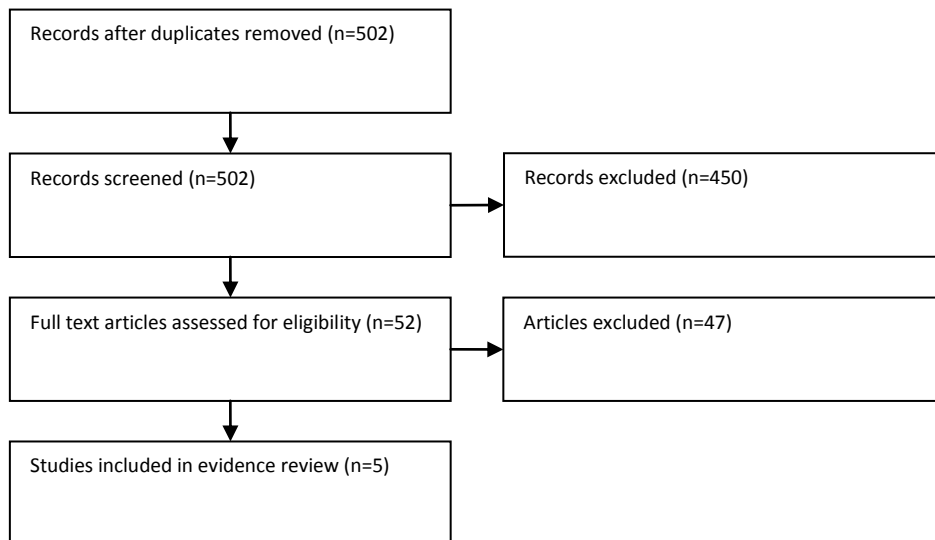 Records after duplicates removed (n=502)
Records screened (n=502)
Records excluded (n=450)
Full text articles assessed for eligibility (n=52)
Articles excluded (n=47)
Studies included in evidence review (n=5)